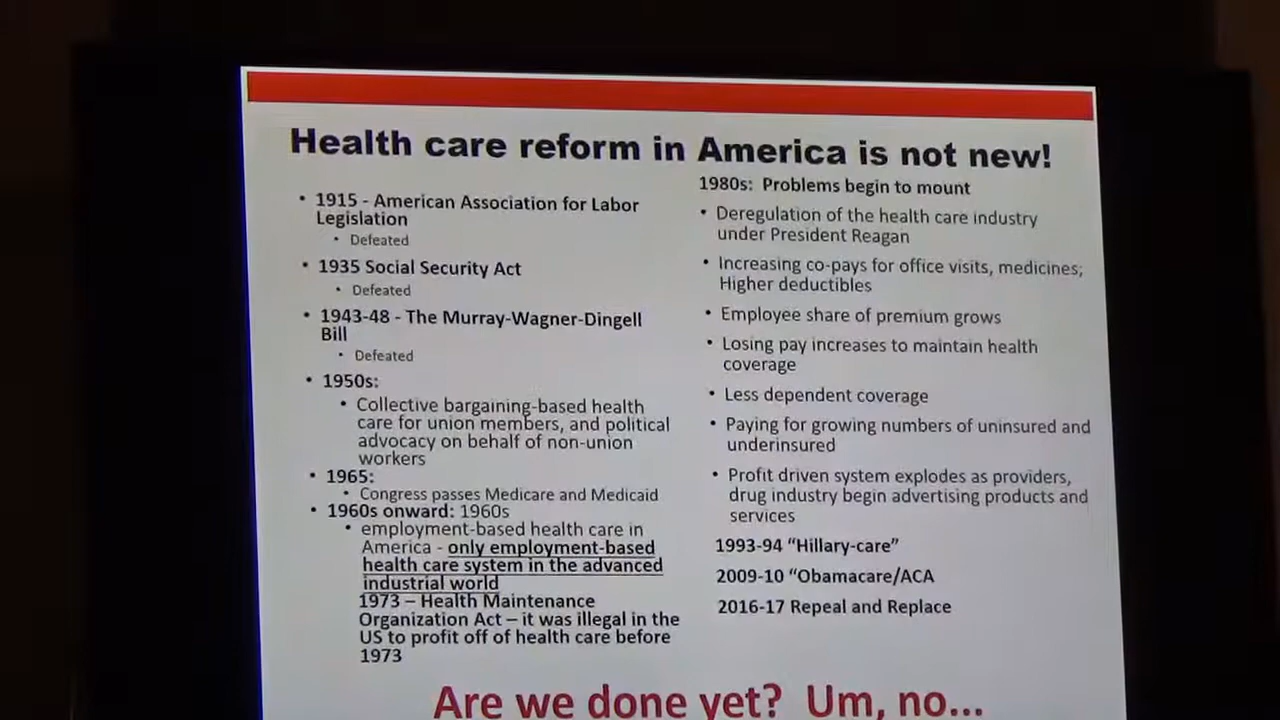 Health care reform in America is not new!
• 1915 - American Association for Labor
Legislation
• Defeated
• 1935 Social Security Act
• Defeated
• 1943-48 - The Murray-Wagner-Dingell
Bill
• Defeated
• 1950s:
• Collective bargaining-based health
care for union members, and political
advocacy on behalf of non-union
workers
• 1965:
• Congress passes Medicare and Medicaid
• 1960s onward: 1960s
• employment-based health care in
America - only employment-based
health care system in the advanced
industrial world
1973 – Health Maintenance
Organization Act – it was illegal in the
US to profit off of health care before
1973
1980s: Problems begin to mount
• Deregulation of the health care industry
under President Reagan
• Increasing co-pays for office visits, medicines;
Higher deductibles
• Employee share of premium grows
• Losing pay increases to maintain health
coverage
• Less dependent coverage
• Paying for growing numbers of uninsured and
underinsured
• Profit driven system explodes as providers,
drug industry begin advertising products and
services
1993-94 “Hillary-care”
2009-10 “Obamacare/ACA
2016-17 Repeal and Replace
Are we done yet? Um, no...